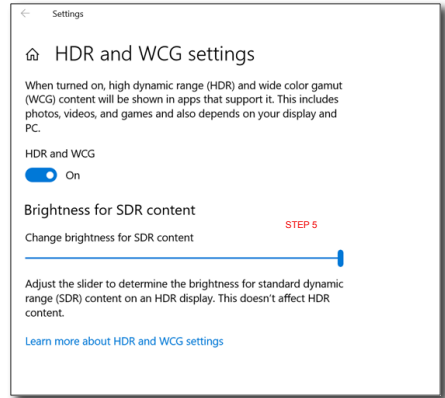 Settings
HDR and WCG settings
When turned on, high dynamic range (HDR) and wide color gamut
(WCG) content will be shown in apps that support it. This includes
photos, videos, and games and also depends on your display and
PC.
HDR and WCG
On
Brightness for SDR content
STEP 5
Change brightness for SDR content
Adjust the slider to determine the brightness for standard dynamic
range (SDR) content on an HDR display. This doesn't affect HDR
content.
Learn more about HDR and WCG settings